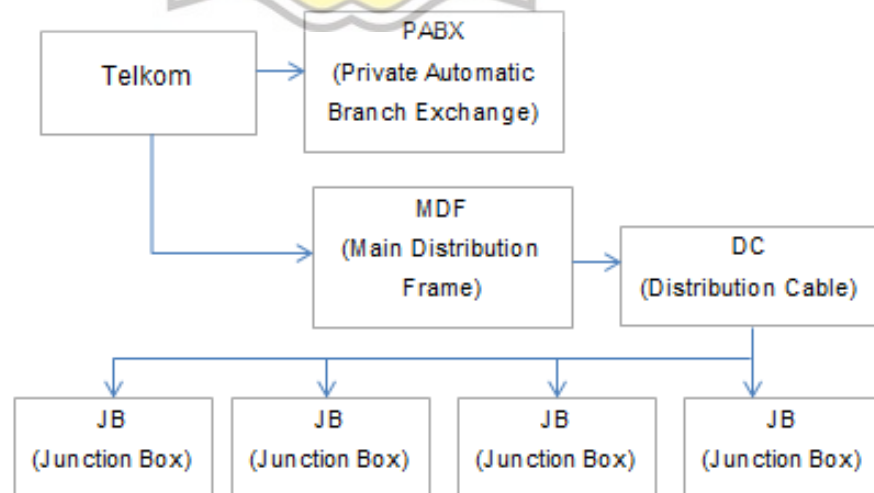 Telkom
PABX
(Private Automatic
Branch Exchange)
MDF
(Main Distribution
Frame)
DC
(Distribution Cable)
JB
(Junction Box)
JB
(Junction Box)
JB
(Junction Box)
JB
(Junction Box)